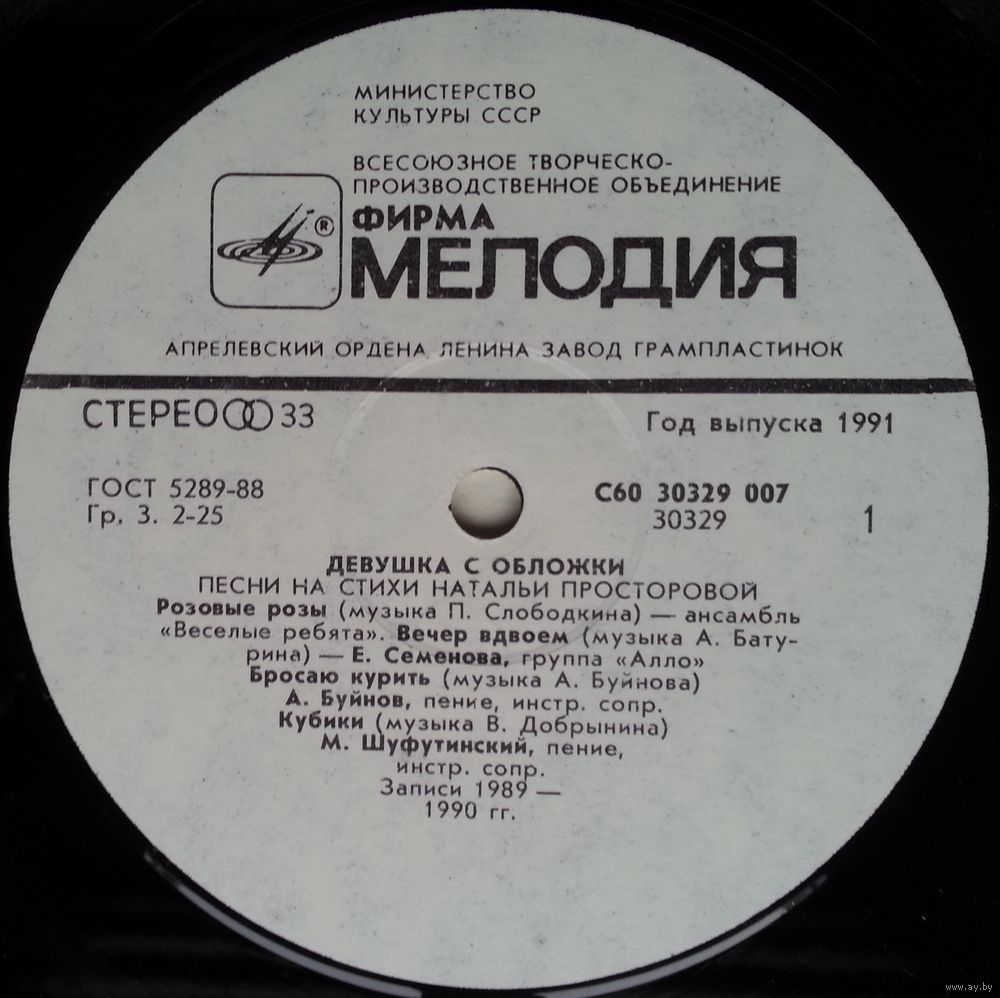 МИНИСТЕРСТВО
КУЛЬТУРЫ СССР
ВСЕСОЮЗНОЕ ТВОРЧЕСКО-
ПРОИЗВОДСТВЕННОЕ ОБЪЕДИНЕНИЕ
ФИРМА
®
МЕЛОДИЯ
АПРЕЛЕВСКИЙ ОРДЕНА ЛЕНИНА ЗАВОД ГРАМПЛАСТИНОК
СТЕРЕО 33
Год выпуска 1991
ГОСТ 5289-88
Гр. 3. 2-25
С60 30329 007
30329
1
ДЕВУШКА С ОБЛОЖКИ
ПЕСНИ НА СТИХИ НАТАЛЬИ ПРОСТОРОВОЙ
Розовые розы (музыка П. Слободкина) — ансамбль
«Веселые ребята». Вечер вдвоем (музыка А. Бату-
рина) — Е. Семенова, группа «Алло»
Бросаю курить (музыка А. Буйнова)
А. Буйнов, пение, инстр. сопр.
Кубики (музыка В. Добрынина)
М. Шуфутинский, пение,
инстр. сопр.
Записи 1989 —
1990 гг.
www.ay.by